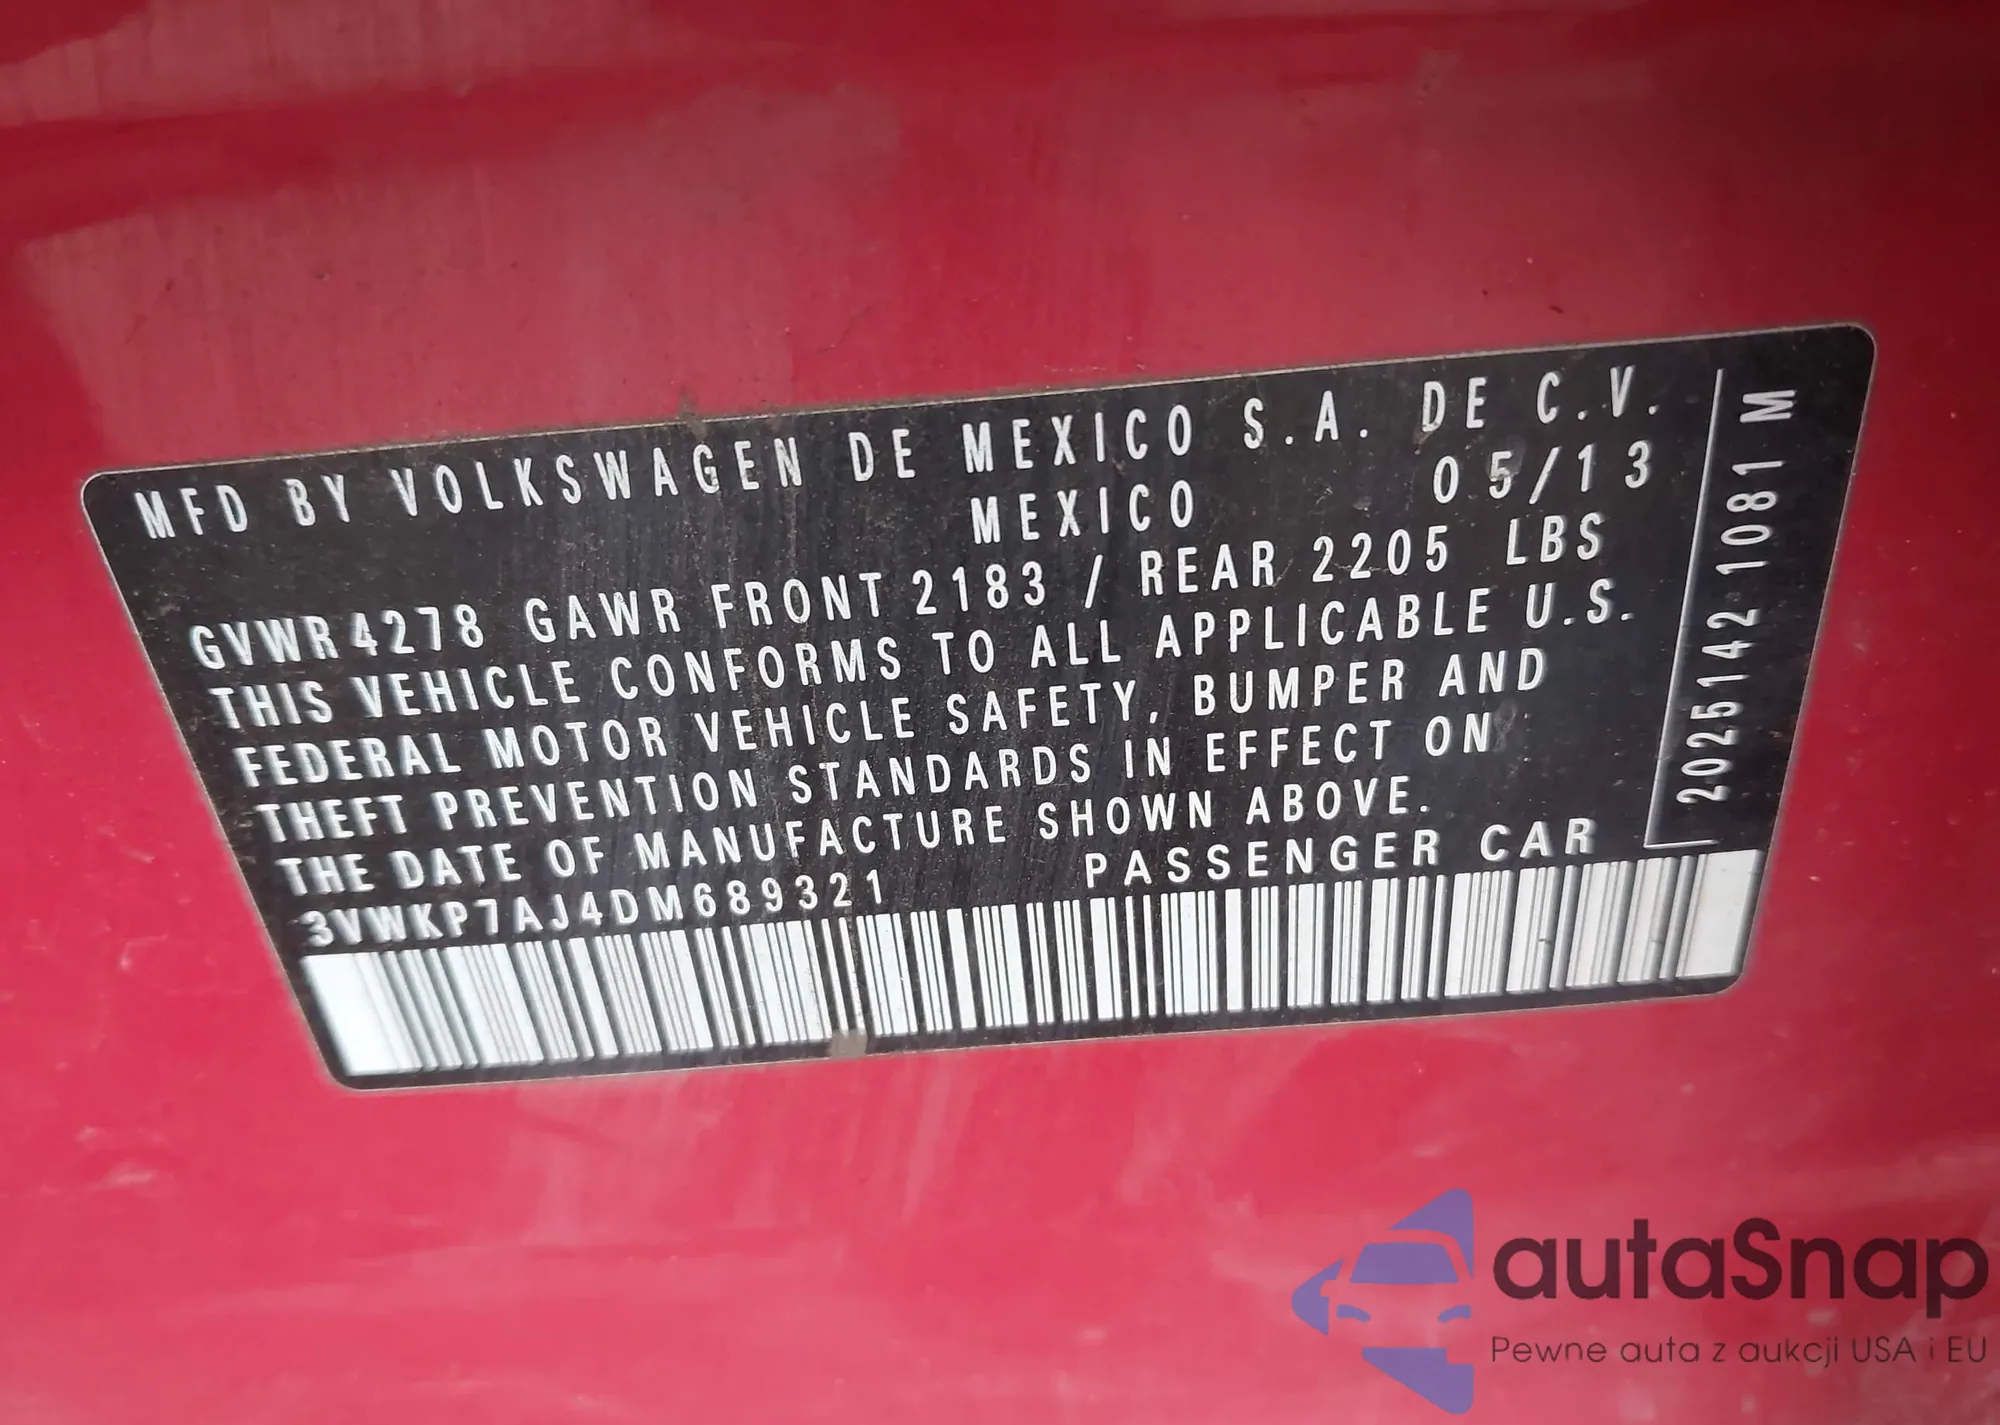 MFD BY VOLKSWAGEN DE MEXICO S.A. DE C.V.
MEXICO 05/13
GVWR 4278 GAWR FRONT 2183 / REAR 2205 LBS
THIS VEHICLE CONFORMS TO ALL APPLICABLE U.S.
FEDERAL MOTOR VEHICLE SAFETY, BUMPER AND
THEFT PREVENTION STANDARDS IN EFFECT ON
THE DATE OF MANUFACTURE SHOWN ABOVE.
3VWKP7AJ4DM689321 PASSENGER CAR
2025142 1081 M
autaSnap
Pewne auta z aukcji USA i EU